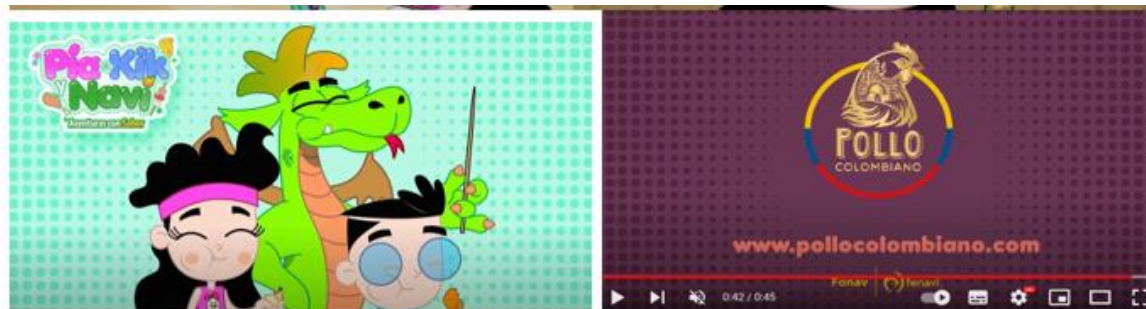 Pía Kik
y
Navi
Aventuras con Sabor
POLLO
COLOMBIANO
www.pollocolombiano.com
Fonav | fenavi
0:42 / 0:45